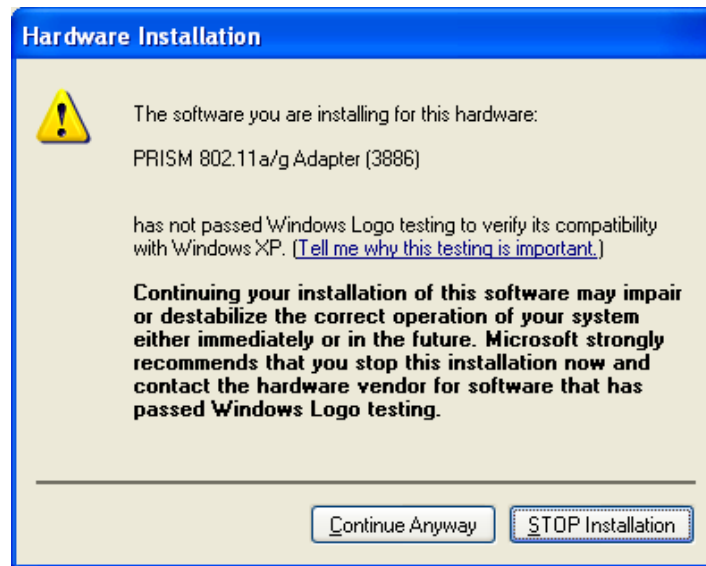 Hardware Installation
The software you are installing for this hardware:
PRISM 802.11a/g Adapter (3886)
has not passed Windows Logo testing to verify its compatibility
with Windows XP. (Tell me why this testing is important.)
Continuing your installation of this software may impair
or destabilize the correct operation of your system
either immediately or in the future. Microsoft strongly
recommends that you stop this installation now and
contact the hardware vendor for software that has
passed Windows Logo testing.
Continue Anyway
STOP Installation